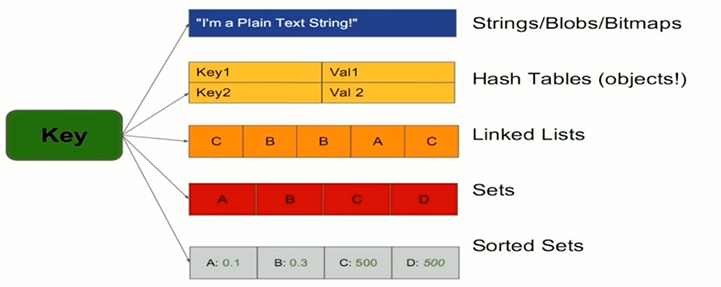 "I'm a Plain Text String!" Strings/Blobs/Bitmaps
Key1 Val1
Key2 Val 2
Hash Tables (objects!)
Key
C B B A C Linked Lists
A B C D Sets
A: 0.1 B: 0.3 C: 500 D: 500 Sorted Sets